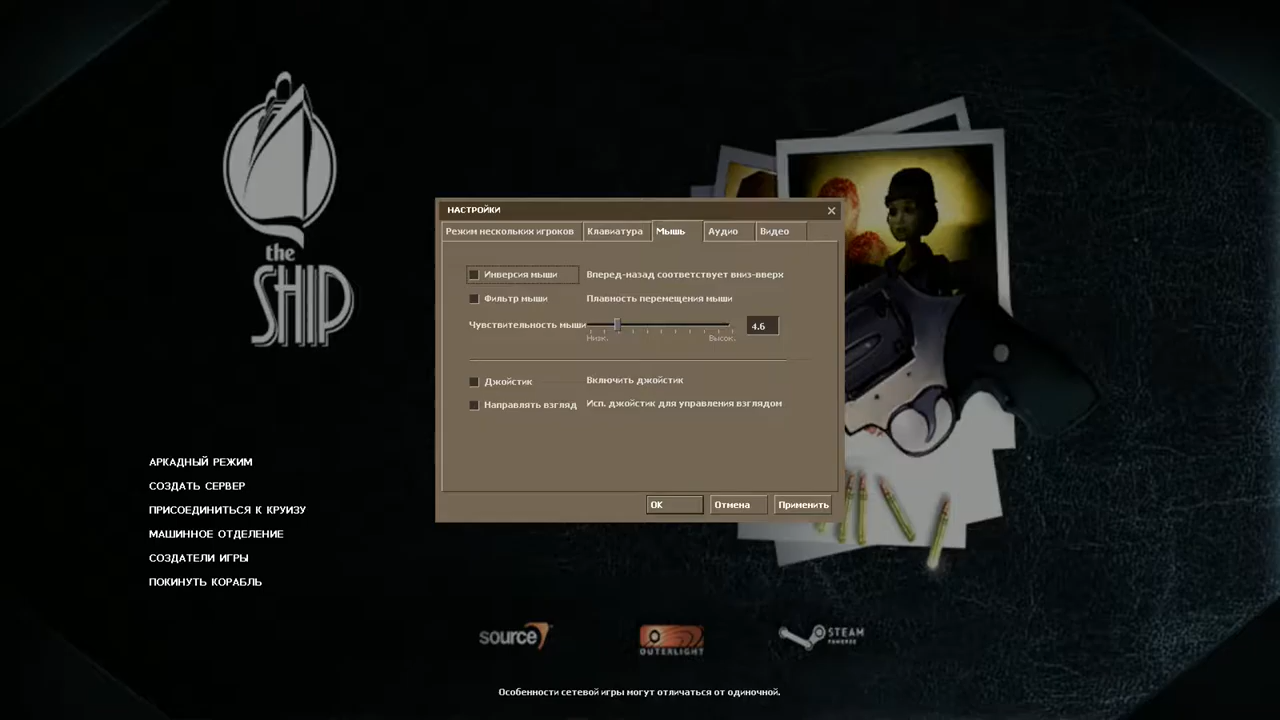 the
SHIP
НАСТРОЙКИ
Режим нескольких игроков Клавиатура Мышь Аудио Видео
Инверсия мыши Вперед-назад соответствует вниз-вверх
Фильтр мыши Плавность перемещения мыши
Чувствительность мыши 4.6
Низк. Высок.
Джойстик Включить джойстик
Направлять взгляд Исп. джойстик для управления взглядом
OK Отмена Применить
АРКАДНЫЙ РЕЖИМ
СОЗДАТЬ СЕРВЕР
ПРИСОЕДИНИТЬСЯ К КРУИЗУ
МАШИННОЕ ОТДЕЛЕНИЕ
СОЗДАТЕЛИ ИГРЫ
ПОКИНУТЬ КОРАБЛЬ
source
OUTERLIGHT
STEAM
POWERED
Особенности сетевой игры могут отличаться от одиночной.